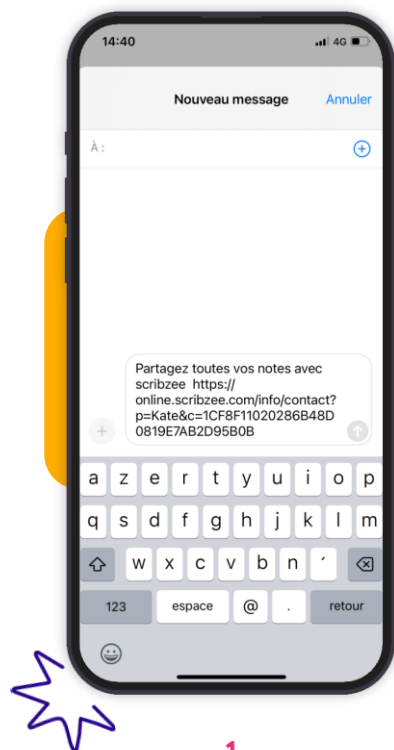 14:40 4G
Nouveau message Annuler
À :
Partagez toutes vos notes avec
scribzee https://
online.scribzee.com/info/contact?
p=Kate&c=1CF8F11020286B48D
0819E7AB2D95B0B
a z e r t y u i o p
q s d f g h j k l m
w x c v b n ´
123 espace @ . retour
1